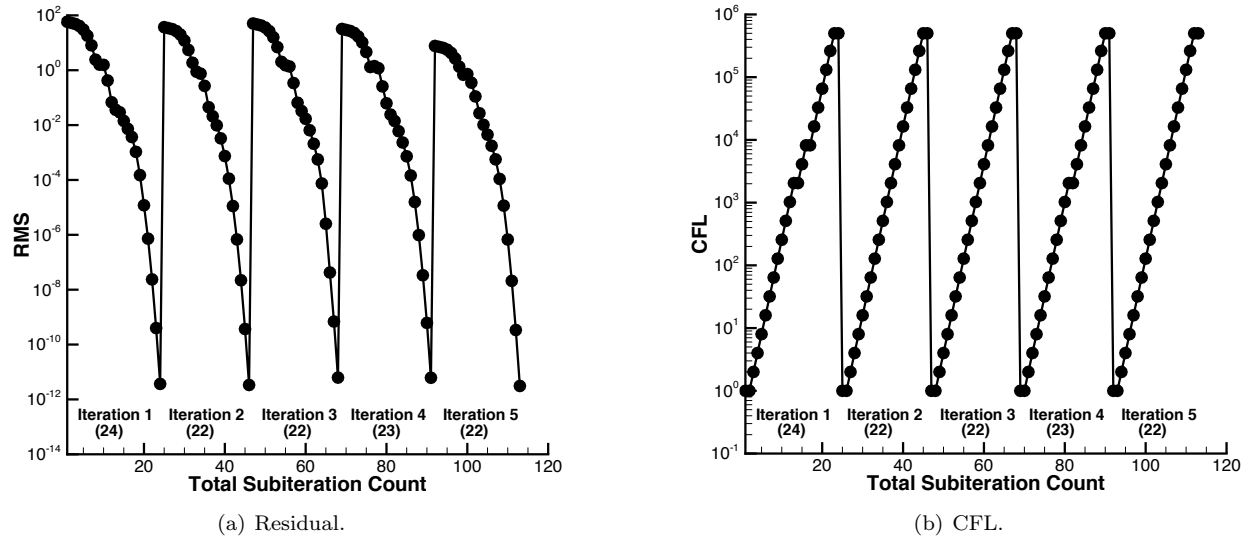 RMS
10^2
10^0
10^-2
10^-4
10^-6
10^-8
10^-10
10^-12
10^-14
Iteration 1 Iteration 2 Iteration 3 Iteration 4 Iteration 5
(24) (22) (22) (23) (22)
20 40 60 80 100 120
Total Subiteration Count
(a) Residual.
CFL
10^6
10^5
10^4
10^3
10^2
10^1
10^0
10^-1
Iteration 1 Iteration 2 Iteration 3 Iteration 4 Iteration 5
(24) (22) (22) (23) (22)
20 40 60 80 100 120
Total Subiteration Count
(b) CFL.